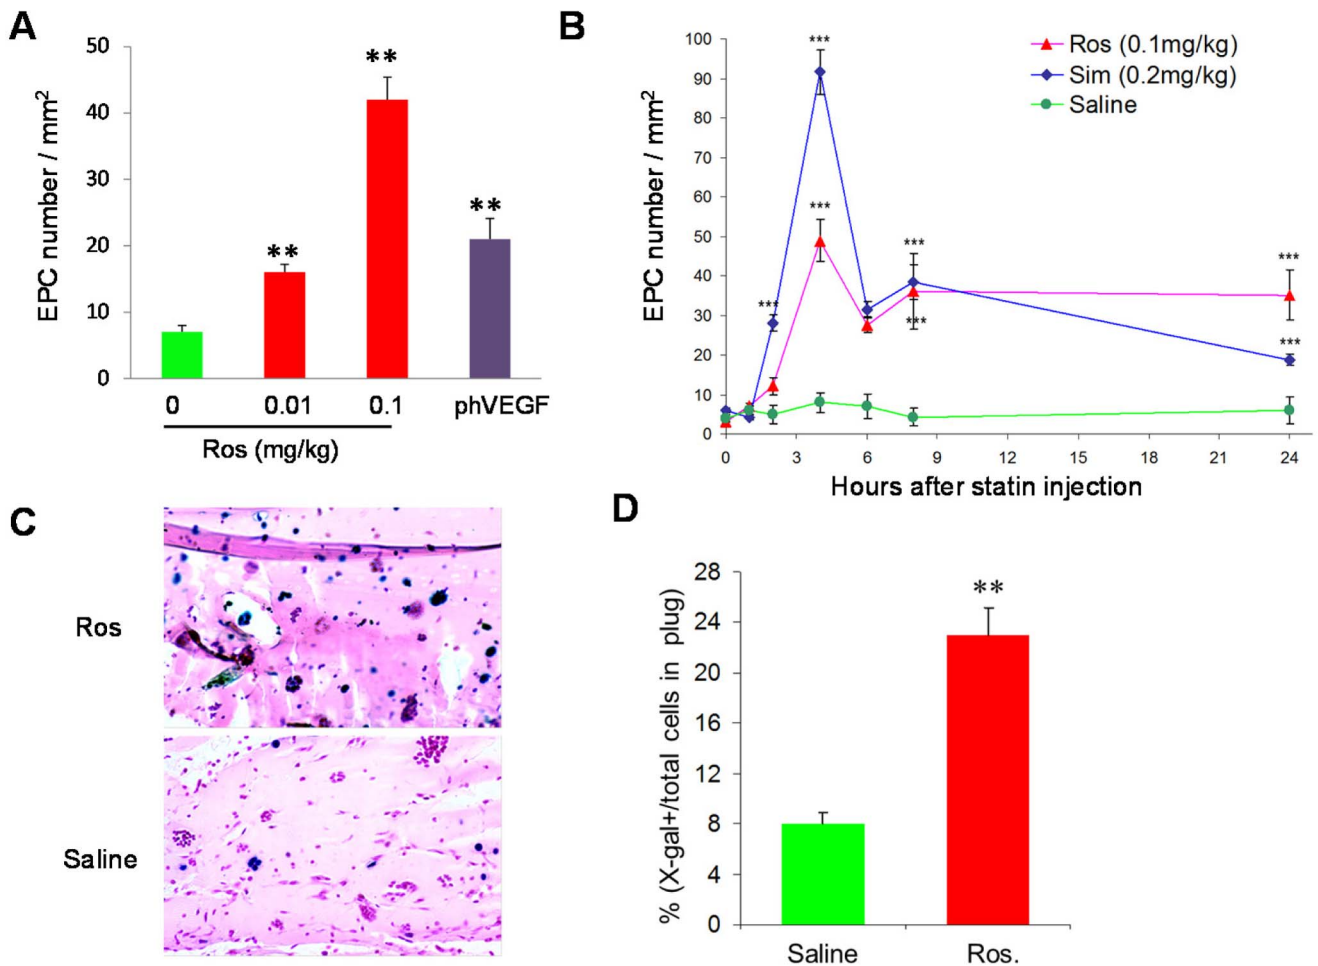 A
50
40
30
20
10
0
EPC number / mm²
**
**
**
0 0.01 0.1 phVEGF
Ros (mg/kg)
B
100
90
80
70
60
50
40
30
20
10
0
EPC number / mm²
Ros (0.1mg/kg)
Sim (0.2mg/kg)
Saline
***
***
***
***
***
***
***
0 3 6 9 12 15 18 21 24
Hours after statin injection
C
Ros
Saline
D
28
24
20
16
12
8
4
0
% (X-gal+/total cells in plug)
**
Saline Ros.